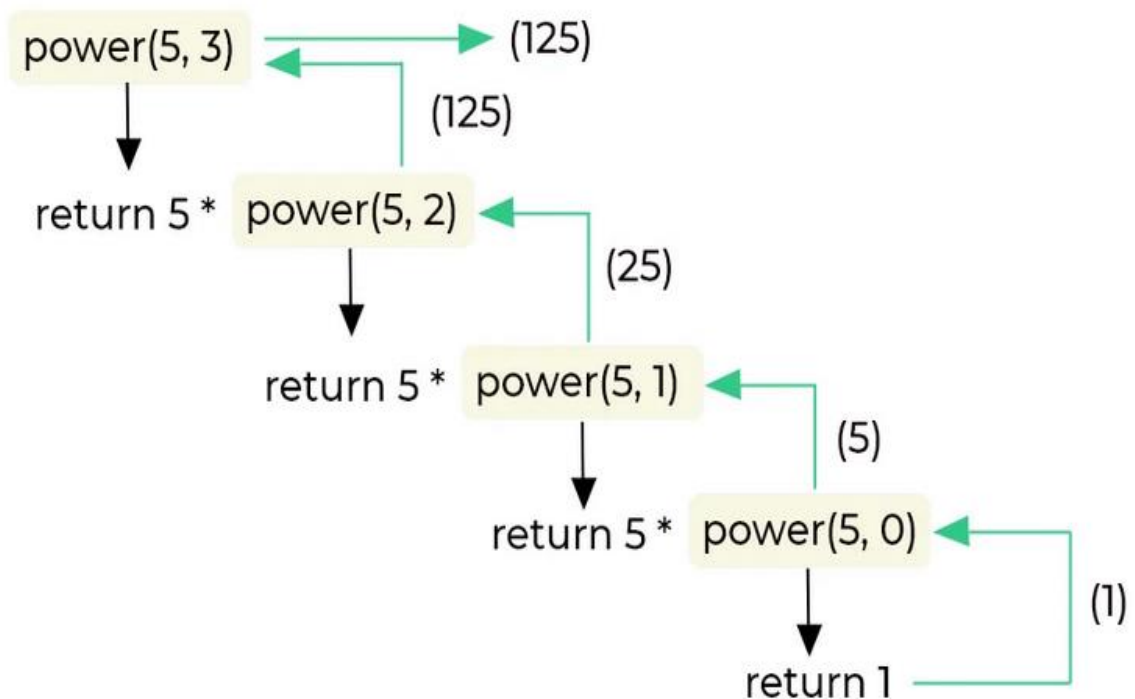 power(5, 3) (125)
(125)
return 5 * power(5, 2)
(25)
return 5 * power(5, 1)
(5)
return 5 * power(5, 0)
(1)
return 1